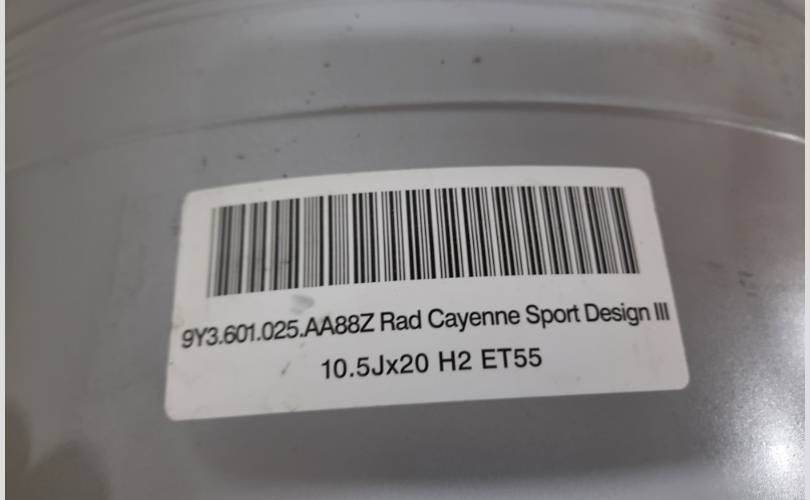 9Y3.601.025.AA88Z Rad Cayenne Sport Design III
10.5Jx20 H2 ET55